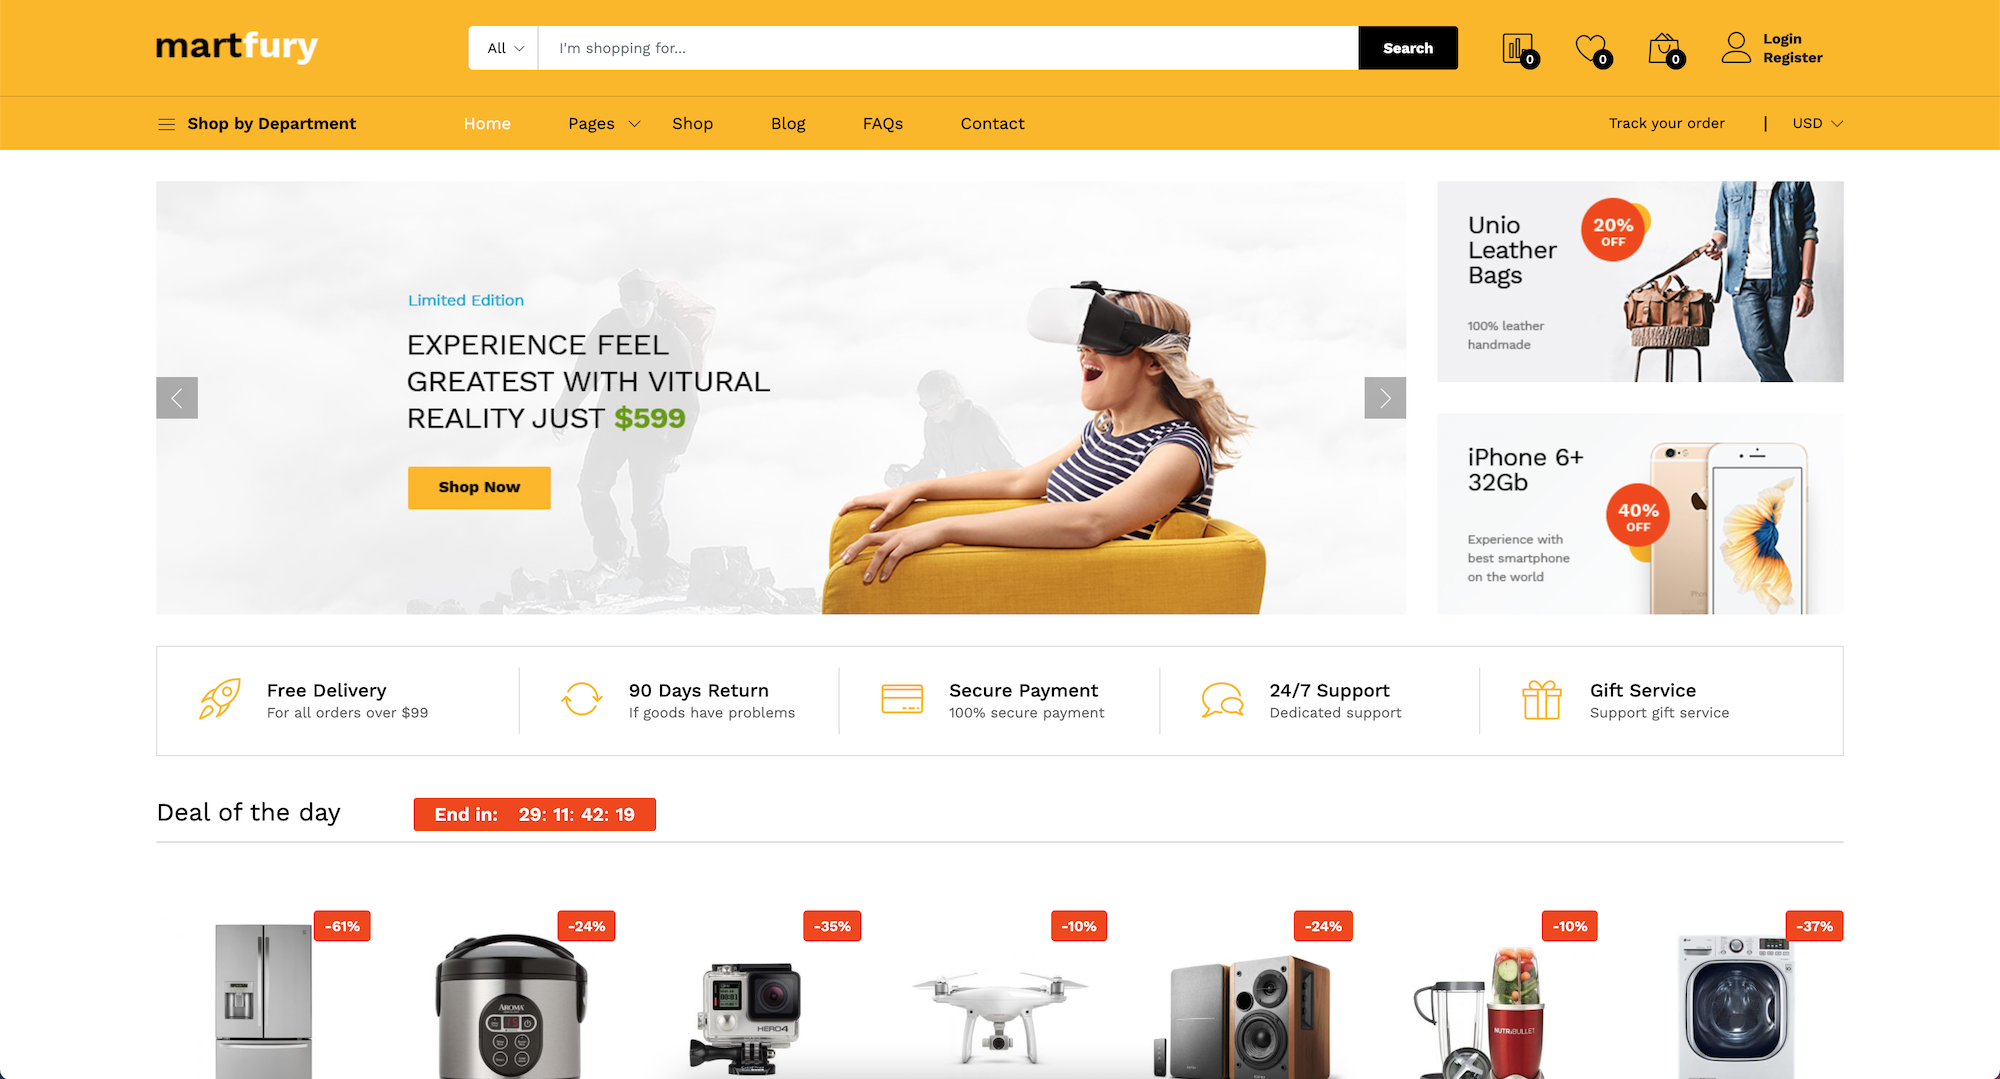 martfury
All
I'm shopping for...
Search
0
0
0
Login
Register
Shop by Department
Home
Pages
Shop
Blog
FAQs
Contact
Track your order
|
USD
Limited Edition
EXPERIENCE FEEL
GREATEST WITH VITURAL
REALITY JUST $599
Shop Now
Unio
Leather
Bags
20%
OFF
100% leather
handmade
iPhone 6+
32Gb
40%
OFF
Experience with
best smartphone
on the world
iPhone
Free Delivery
For all orders over $99
90 Days Return
If goods have problems
Secure Payment
100% secure payment
24/7 Support
Dedicated support
Gift Service
Support gift service
Deal of the day
End in: 29: 11: 42: 19
-61%
-24%
-35%
-10%
-24%
-10%
-37%
AROMA
HERO4
NUTRiBULLET
LG